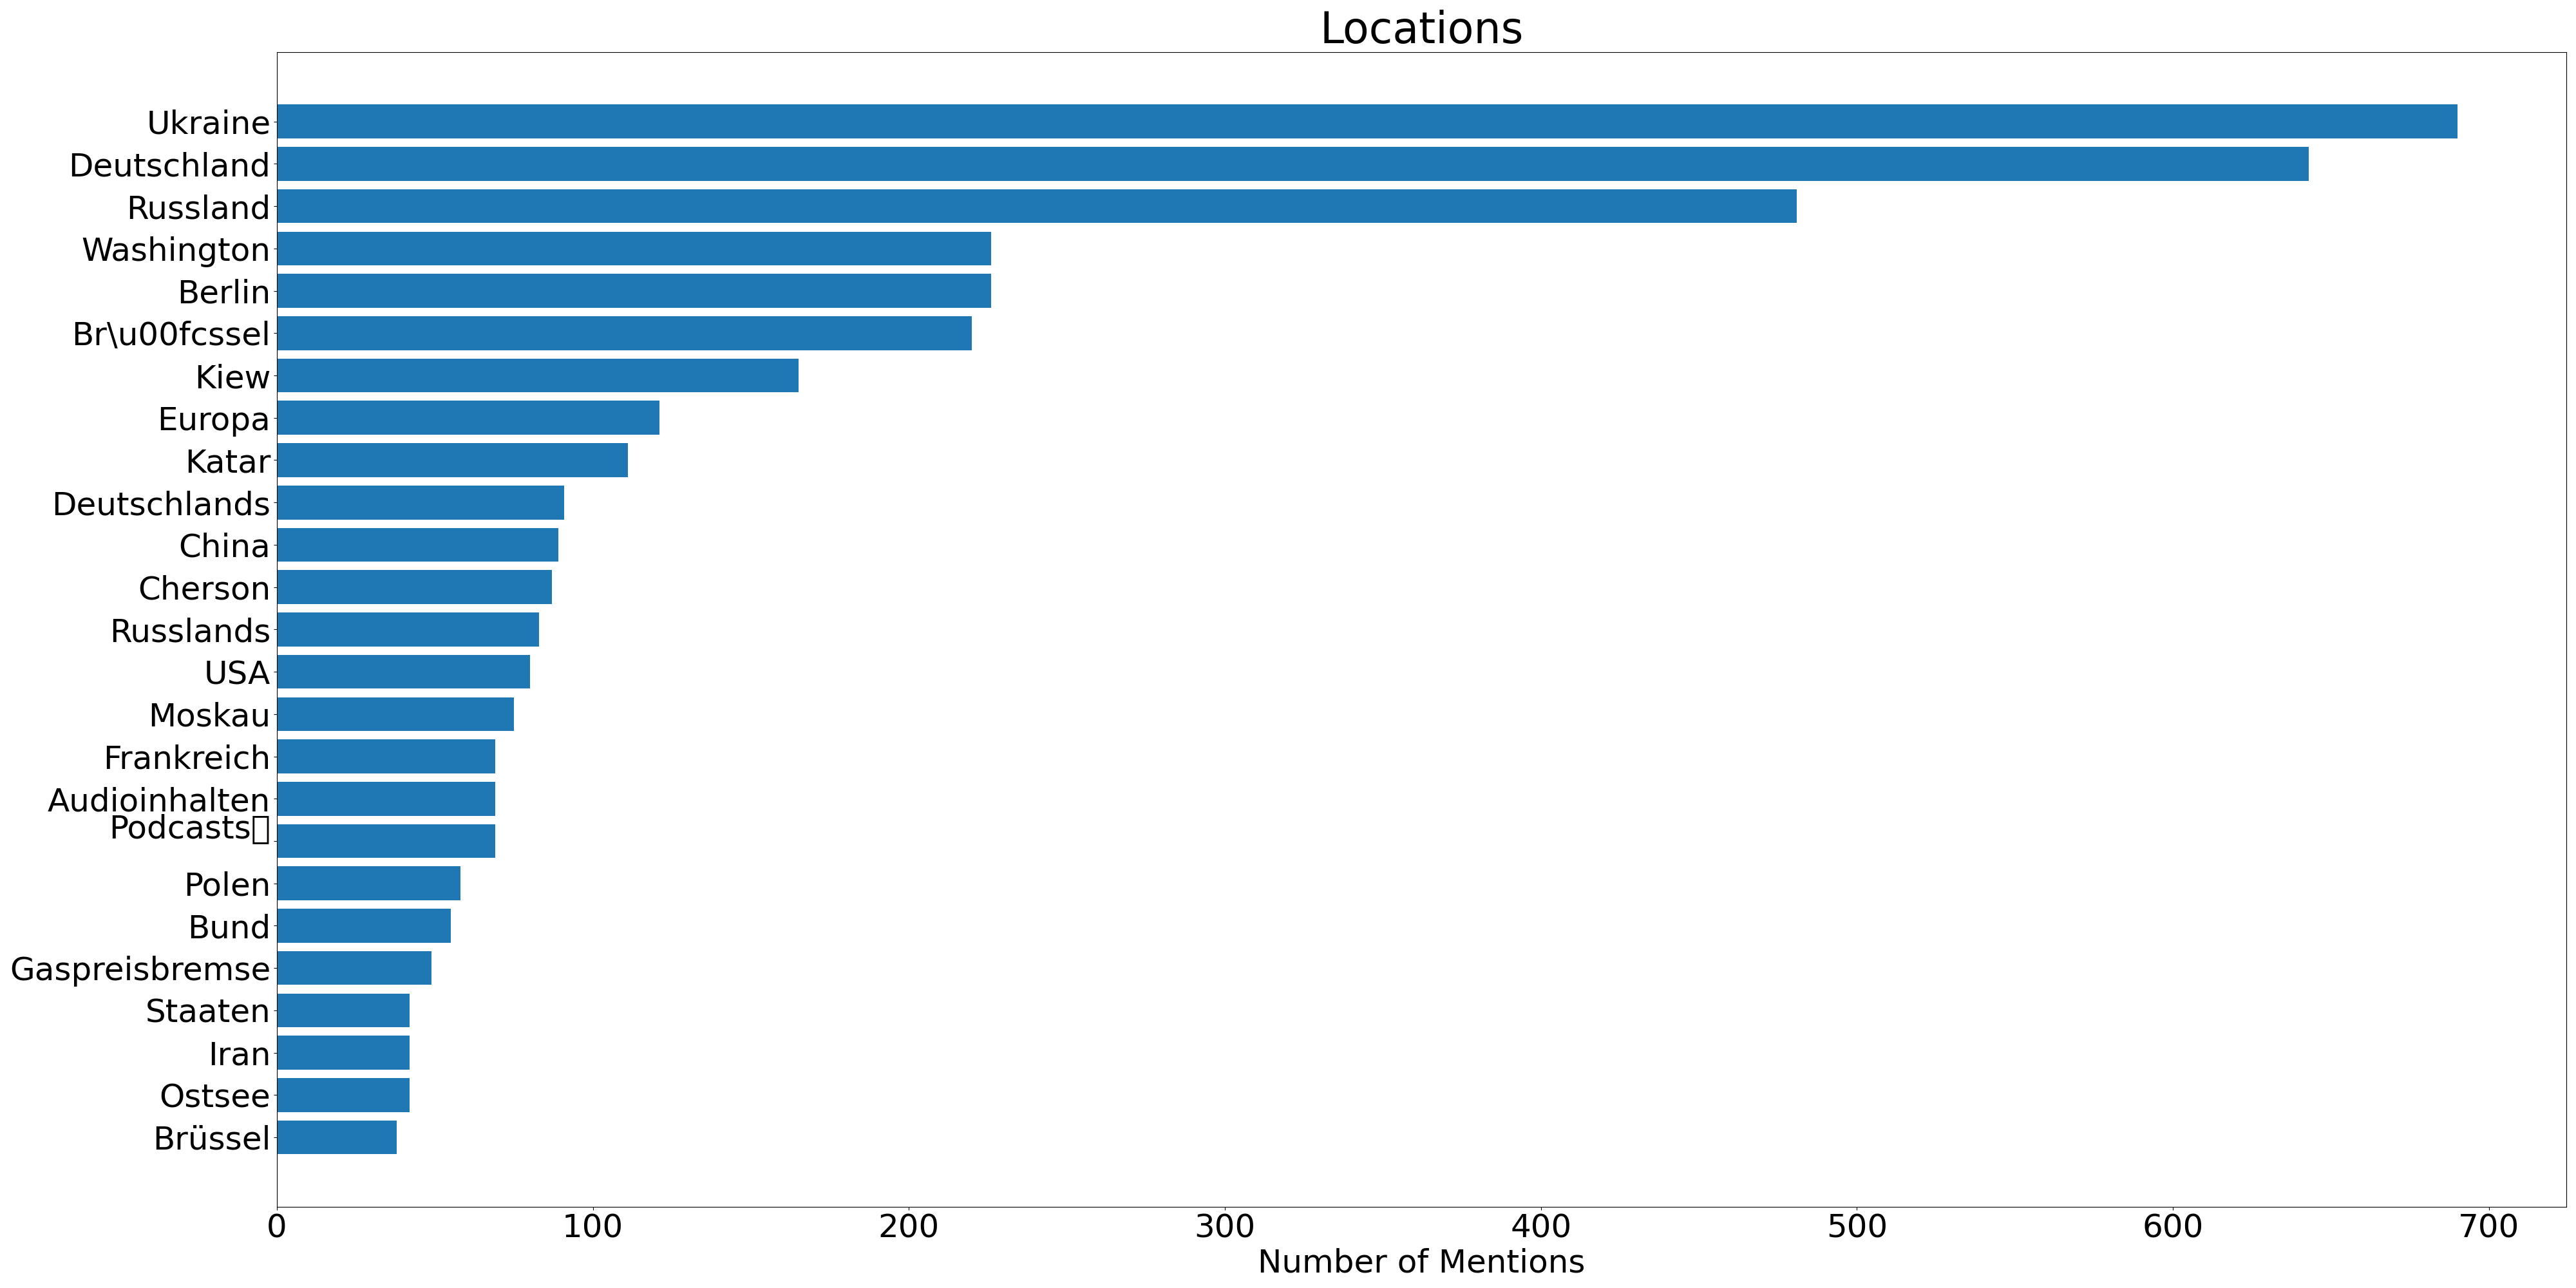 Locations
Ukraine
Deutschland
Russland
Washington
Berlin
Br\u00fcssel
Kiew
Europa
Katar
Deutschlands
China
Cherson
Russlands
USA
Moskau
Frankreich
Audioinhalten
Podcasts
Polen
Bund
Gaspreisbremse
Staaten
Iran
Ostsee
Brüssel
0 100 200 300 400 500 600 700
Number of Mentions